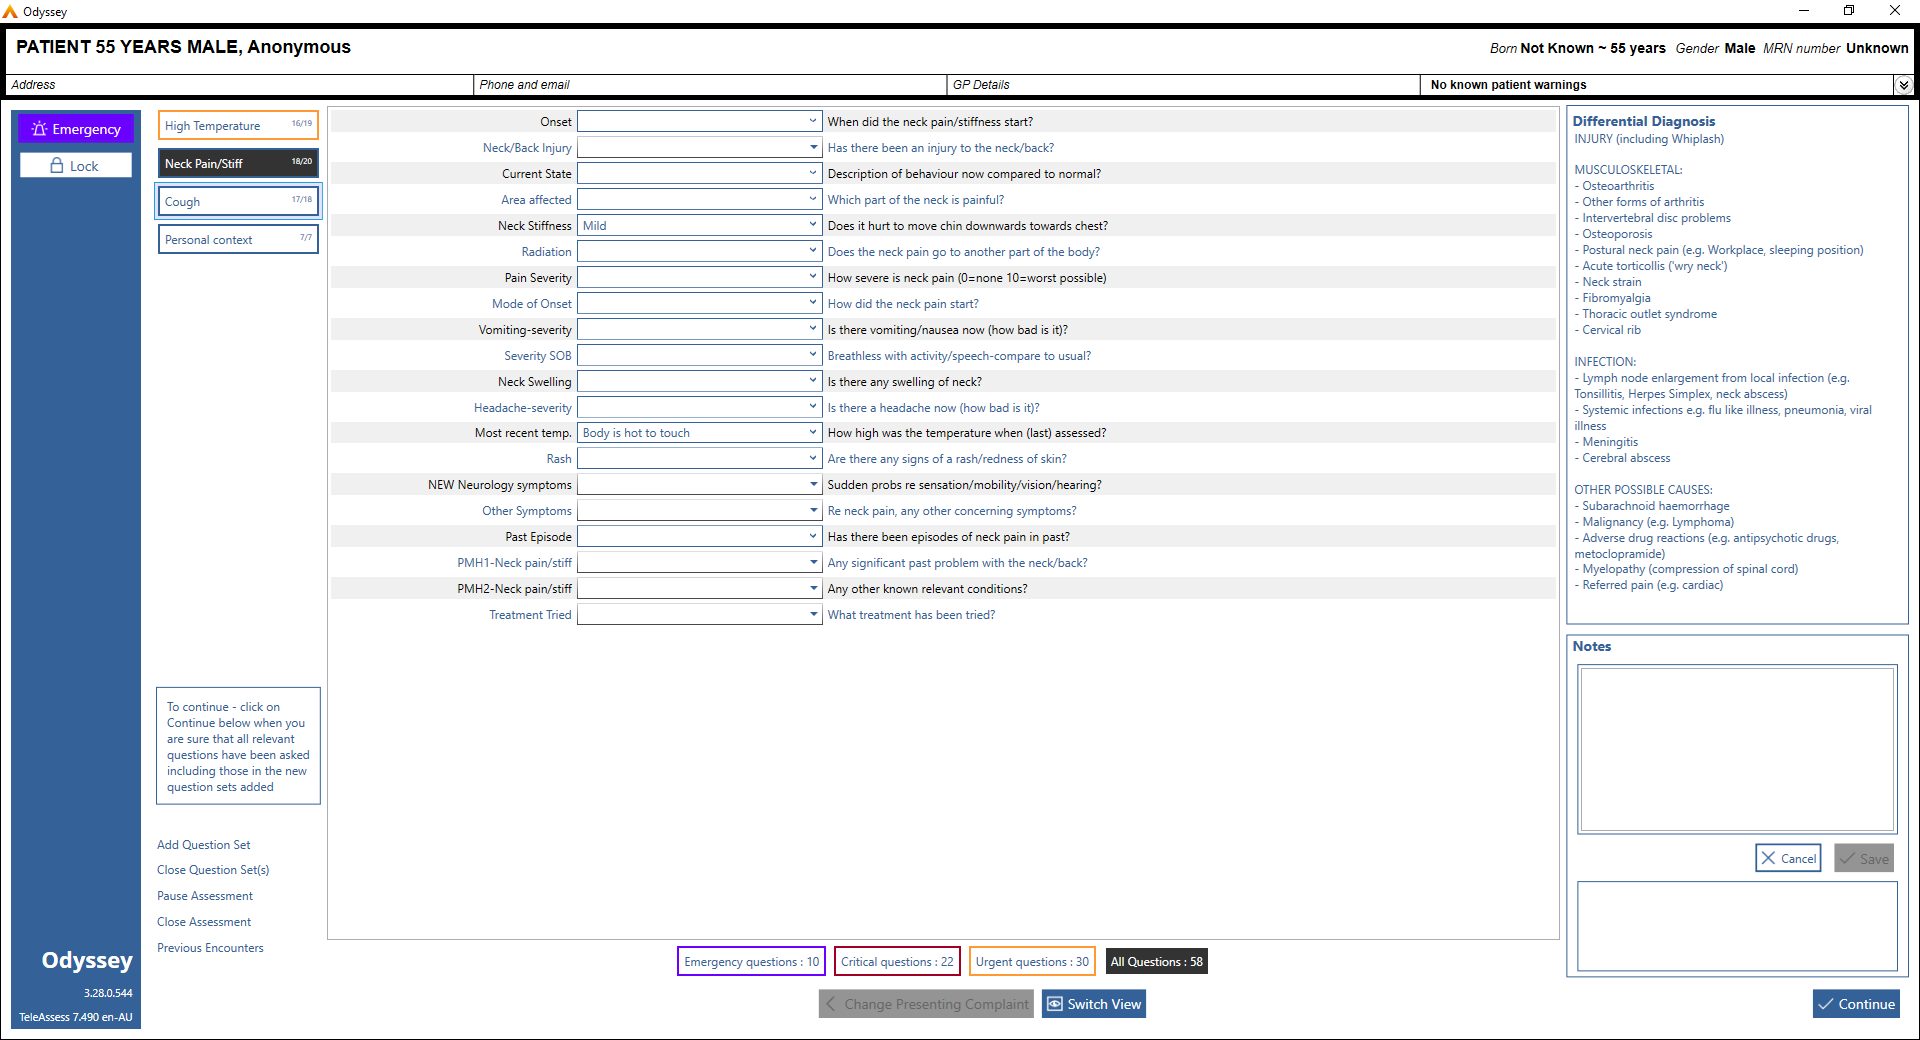 Odyssey
PATIENT 55 YEARS MALE, Anonymous
Born Not Known ~ 55 years Gender Male MRN number Unknown
Address
Phone and email
GP Details
No known patient warnings
Emergency
Lock
High Temperature 16/19
Neck Pain/Stiff 18/20
Cough 17/18
Personal context 7/7
Onset When did the neck pain/stiffness start?
Neck/Back Injury Has there been an injury to the neck/back?
Current State Description of behaviour now compared to normal?
Area affected Which part of the neck is painful?
Neck Stiffness Mild Does it hurt to move chin downwards towards chest?
Radiation Does the neck pain go to another part of the body?
Pain Severity How severe is neck pain (0=none 10=worst possible)
Mode of Onset How did the neck pain start?
Vomiting-severity Is there vomiting/nausea now (how bad is it)?
Severity SOB Breathless with activity/speech-compare to usual?
Neck Swelling Is there any swelling of neck?
Headache-severity Is there a headache now (how bad is it)?
Most recent temp. Body is hot to touch How high was the temperature when (last) assessed?
Rash Are there any signs of a rash/redness of skin?
NEW Neurology symptoms Sudden probs re sensation/mobility/vision/hearing?
Other Symptoms Re neck pain, any other concerning symptoms?
Past Episode Has there been episodes of neck pain in past?
PMH1-Neck pain/stiff Any significant past problem with the neck/back?
PMH2-Neck pain/stiff Any other known relevant conditions?
Treatment Tried What treatment has been tried?
Differential Diagnosis
INJURY (including Whiplash)
MUSCULOSKELETAL:
- Osteoarthritis
- Other forms of arthritis
- Intervertebral disc problems
- Osteoporosis
- Postural neck pain (e.g. Workplace, sleeping position)
- Acute torticollis ('wry neck')
- Neck strain
- Fibromyalgia
- Thoracic outlet syndrome
- Cervical rib
INFECTION:
- Lymph node enlargement from local infection (e.g.
Tonsillitis, Herpes Simplex, neck abscess)
- Systemic infections e.g. flu like illness, pneumonia, viral
illness
- Meningitis
- Cerebral abscess
OTHER POSSIBLE CAUSES:
- Subarachnoid haemorrhage
- Malignancy (e.g. Lymphoma)
- Adverse drug reactions (e.g. antipsychotic drugs,
metoclopramide)
- Myelopathy (compression of spinal cord)
- Referred pain (e.g. cardiac)
Notes
Cancel
Save
To continue - click on
Continue below when you
are sure that all relevant
questions have been asked
including those in the new
question sets added
Add Question Set
Close Question Set(s)
Pause Assessment
Close Assessment
Previous Encounters
Odyssey
3.28.0.544
TeleAssess 7.490 en-AU
Emergency questions : 10
Critical questions : 22
Urgent questions : 30
All Questions : 58
Change Presenting Complaint
Switch View
Continue